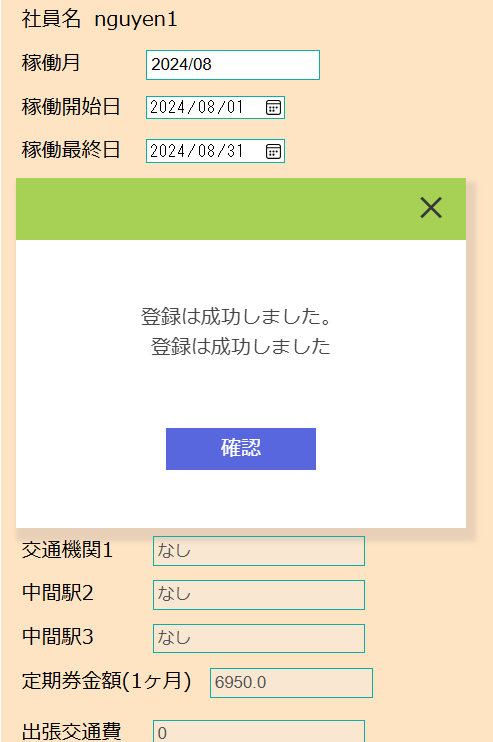 社員名 nguyen1
稼働月 2024/08
稼働開始日 2024/08/01
稼働最終日 2024/08/31
登録は成功しました。
登録は成功しました
確認
交通機関1 なし
中間駅2 なし
中間駅3 なし
定期券金額(1ヶ月) 6950.0
出張交通費 0